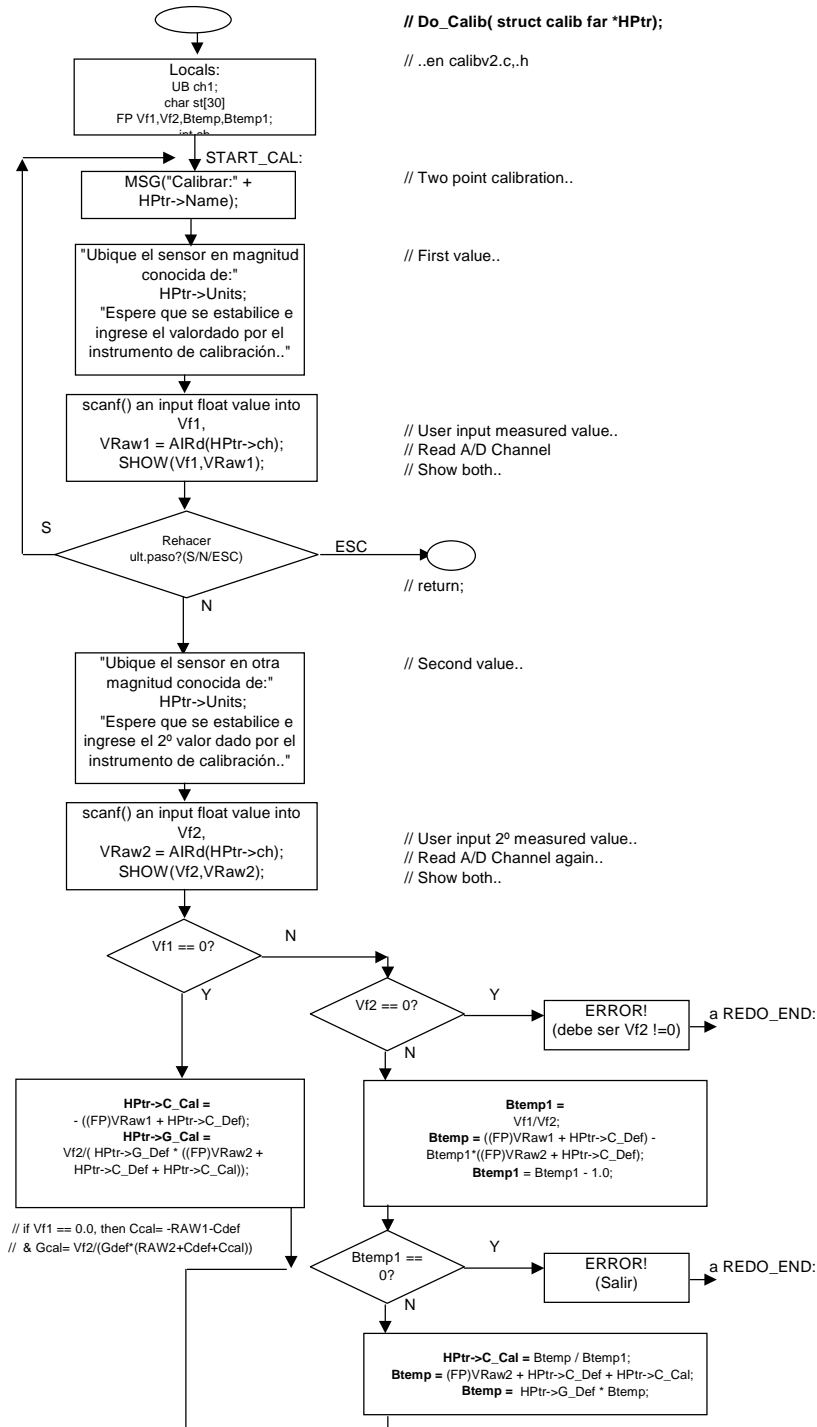 // Do_Calib( struct calib far *HPtr);
// ..en calibv2.c,.h
Locals:
UB ch1;
char st[30]
FP Vf1,Vf2,Btemp,Btemp1;
START_CAL:
MSG("Calibrar:" +
HPtr->Name);
// Two point calibration..
"Ubique el sensor en magnitud
conocida de:"
HPtr->Units;
"Espere que se estabilice e
ingrese el valordado por el
instrumento de calibración.."
// First value..
scanf() an input float value into
Vf1,
VRaw1 = AIRd(HPtr->ch);
SHOW(Vf1,VRaw1);
// User input measured value..
// Read A/D Channel
// Show both..
S
Rehacer
ult.paso?(S/N/ESC)
ESC
// return;
N
"Ubique el sensor en otra
magnitud conocida de:"
HPtr->Units;
"Espere que se estabilice e
ingrese el 2º valor dado por el
instrumento de calibración.."
// Second value..
scanf() an input float value into
Vf2,
VRaw2 = AIRd(HPtr->ch);
SHOW(Vf2,VRaw2);
// User input 2º measured value..
// Read A/D Channel again..
// Show both..
Vf1 == 0?
N
Y
Vf2 == 0?
Y
ERROR!
(debe ser Vf2 !=0)
a REDO_END:
N
HPtr->C_Cal =
- ((FP)VRaw1 + HPtr->C_Def);
HPtr->G_Cal =
Vf2/( HPtr->G_Def * ((FP)VRaw2 +
HPtr->C_Def + HPtr->C_Cal));
Btemp1 =
Vf1/Vf2;
Btemp = ((FP)VRaw1 + HPtr->C_Def) -
Btemp1*((FP)VRaw2 + HPtr->C_Def);
Btemp1 = Btemp1 - 1.0;
// if Vf1 == 0.0, then Ccal= -RAW1-Cdef
// & Gcal= Vf2/(Gdef*(RAW2+Cdef+Ccal))
Btemp1 ==
0?
Y
ERROR!
(Salir)
a REDO_END:
N
HPtr->C_Cal = Btemp / Btemp1;
Btemp = (FP)VRaw2 + HPtr->C_Def + HPtr->C_Cal;
Btemp = HPtr->G_Def * Btemp;